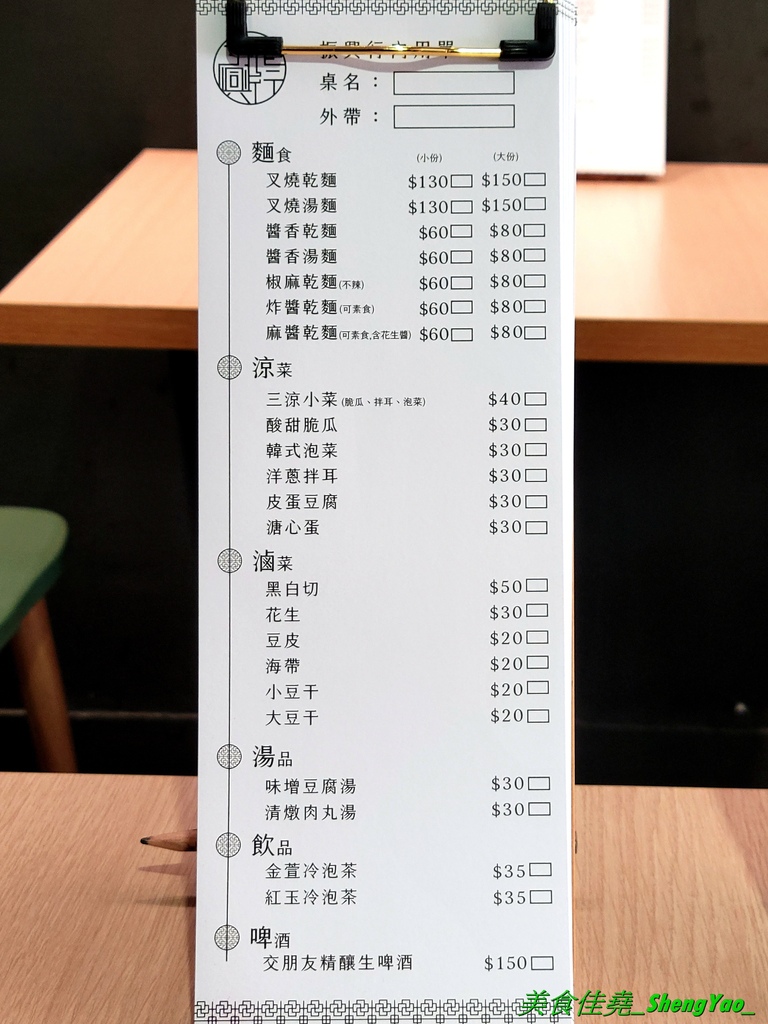 振興行內用單
桌名：
外帶：
麵食 (小份) (大份)
叉燒乾麵 $130 $150
叉燒湯麵 $130 $150
醬香乾麵 $60 $80
醬香湯麵 $60 $80
椒麻乾麵(不辣) $60 $80
炸醬乾麵(可素食) $60 $80
麻醬乾麵(可素食,含花生醬) $60 $80
涼菜
三涼小菜(脆瓜、拌耳、泡菜) $40
酸甜脆瓜 $30
韓式泡菜 $30
洋蔥拌耳 $30
皮蛋豆腐 $30
溏心蛋 $30
滷菜
黑白切 $50
花生 $30
豆皮 $20
海帶 $20
小豆干 $20
大豆干 $20
湯品
味增豆腐湯 $30
清燉肉丸湯 $30
飲品
金萱冷泡茶 $35
紅玉冷泡茶 $35
啤酒
交朋友精釀生啤酒 $150
美食佳堯_ShengYao_